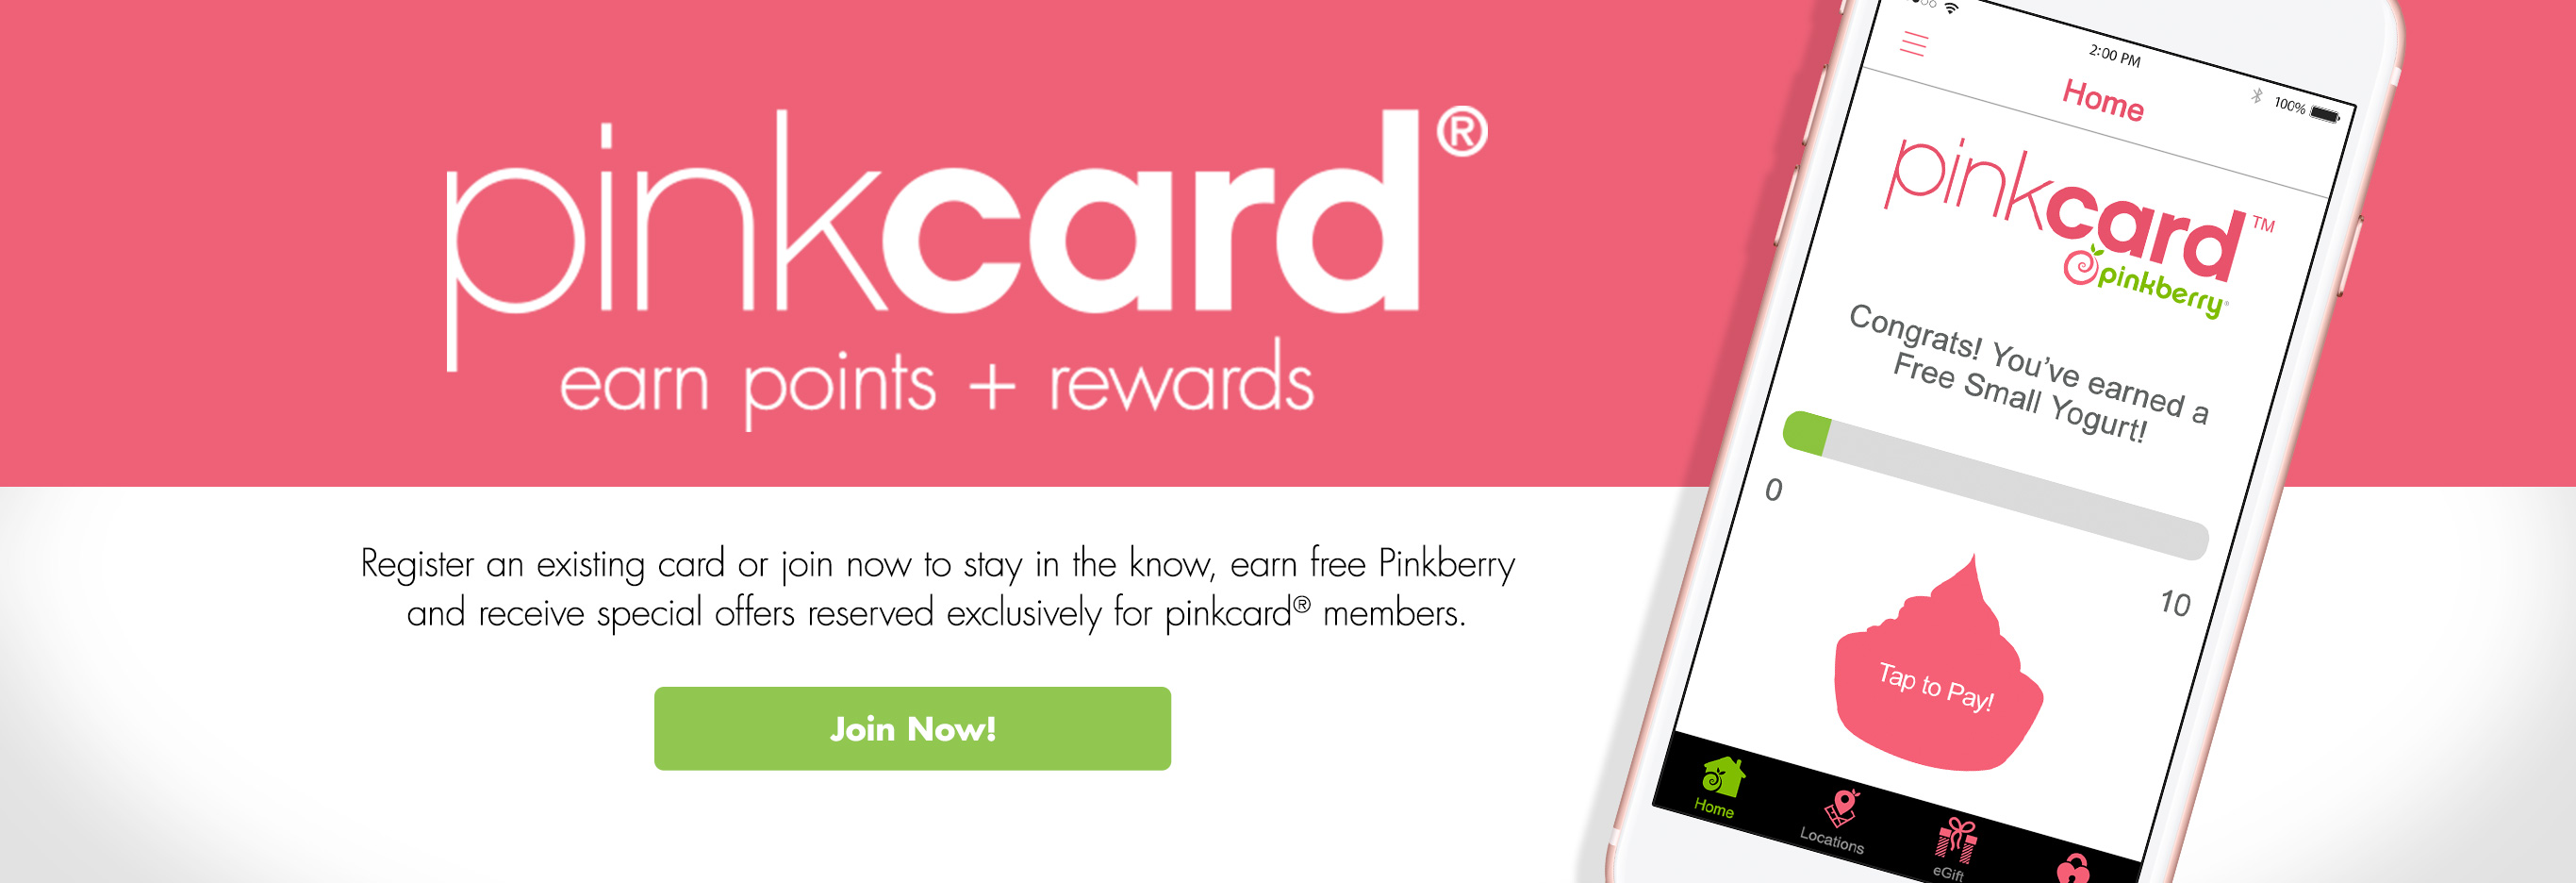 pinkcard®
earn points + rewards
Register an existing card or join now to stay in the know, earn free Pinkberry
and receive special offers reserved exclusively for pinkcard® members.
Join Now!
2:00 PM
100%
Home
pinkcard™
pinkberry®
Congrats! You've earned a
Free Small Yogurt!
0
10
Tap to Pay!
Home
Locations
eGift